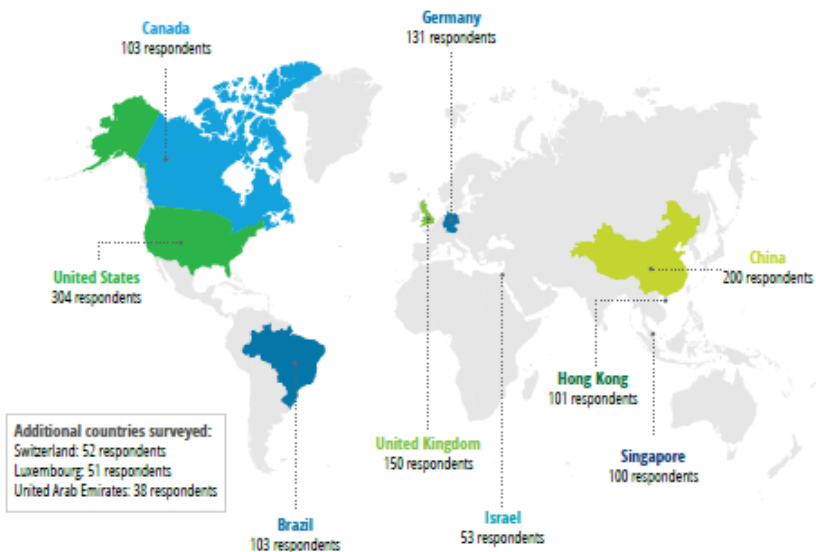 Canada
103 respondents
Germany
131 respondents
United States
304 respondents
China
200 respondents
Hong Kong
101 respondents
United Kingdom
150 respondents
Singapore
100 respondents
Additional countries surveyed:
Switzerland: 52 respondents
Luxembourg: 51 respondents
United Arab Emirates: 38 respondents
Brazil
103 respondents
Israel
53 respondents